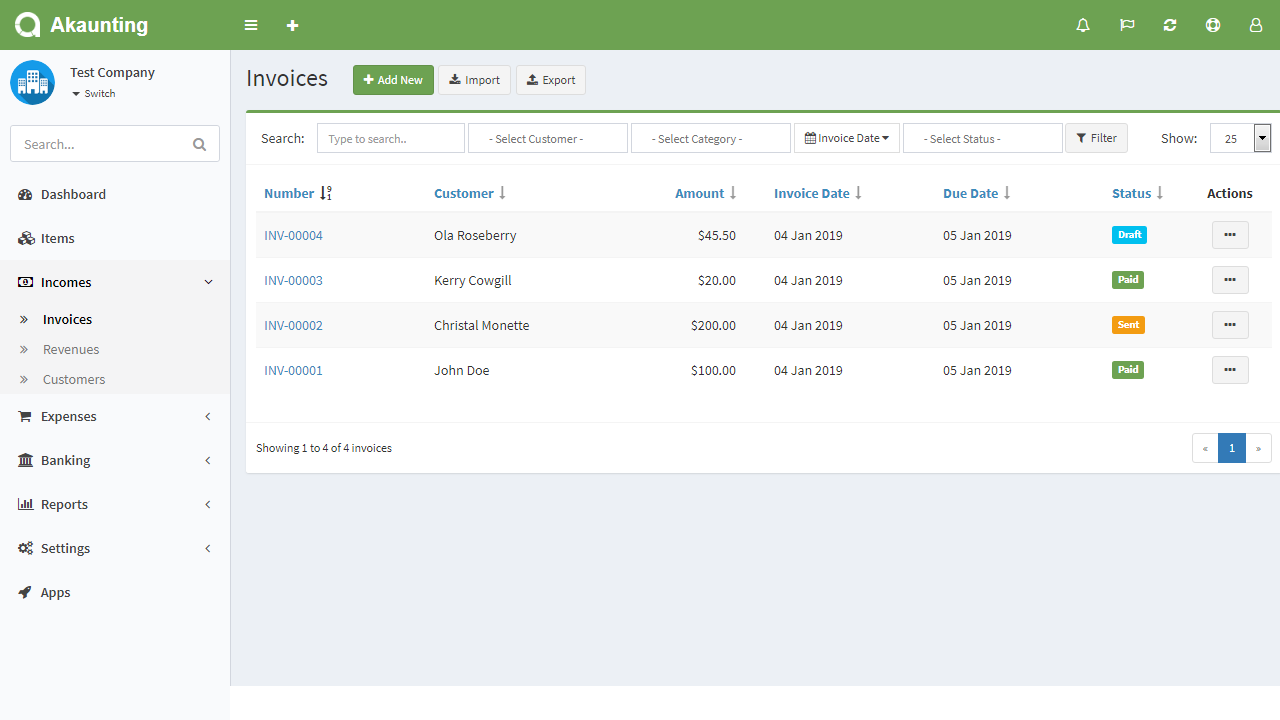 Akaunting
Test Company
Switch
Search...
Dashboard
Items
Incomes
Invoices
Revenues
Customers
Expenses
Banking
Reports
Settings
Apps
Invoices
Add New
Import
Export
Search: Type to search.. - Select Customer - - Select Category - Invoice Date - Select Status - Filter Show: 25
Number Customer Amount Invoice Date Due Date Status Actions
INV-00004 Ola Roseberry $45.50 04 Jan 2019 05 Jan 2019 Draft
INV-00003 Kerry Cowgill $20.00 04 Jan 2019 05 Jan 2019 Paid
INV-00002 Christal Monette $200.00 04 Jan 2019 05 Jan 2019 Sent
INV-00001 John Doe $100.00 04 Jan 2019 05 Jan 2019 Paid
Showing 1 to 4 of 4 invoices
« 1 »